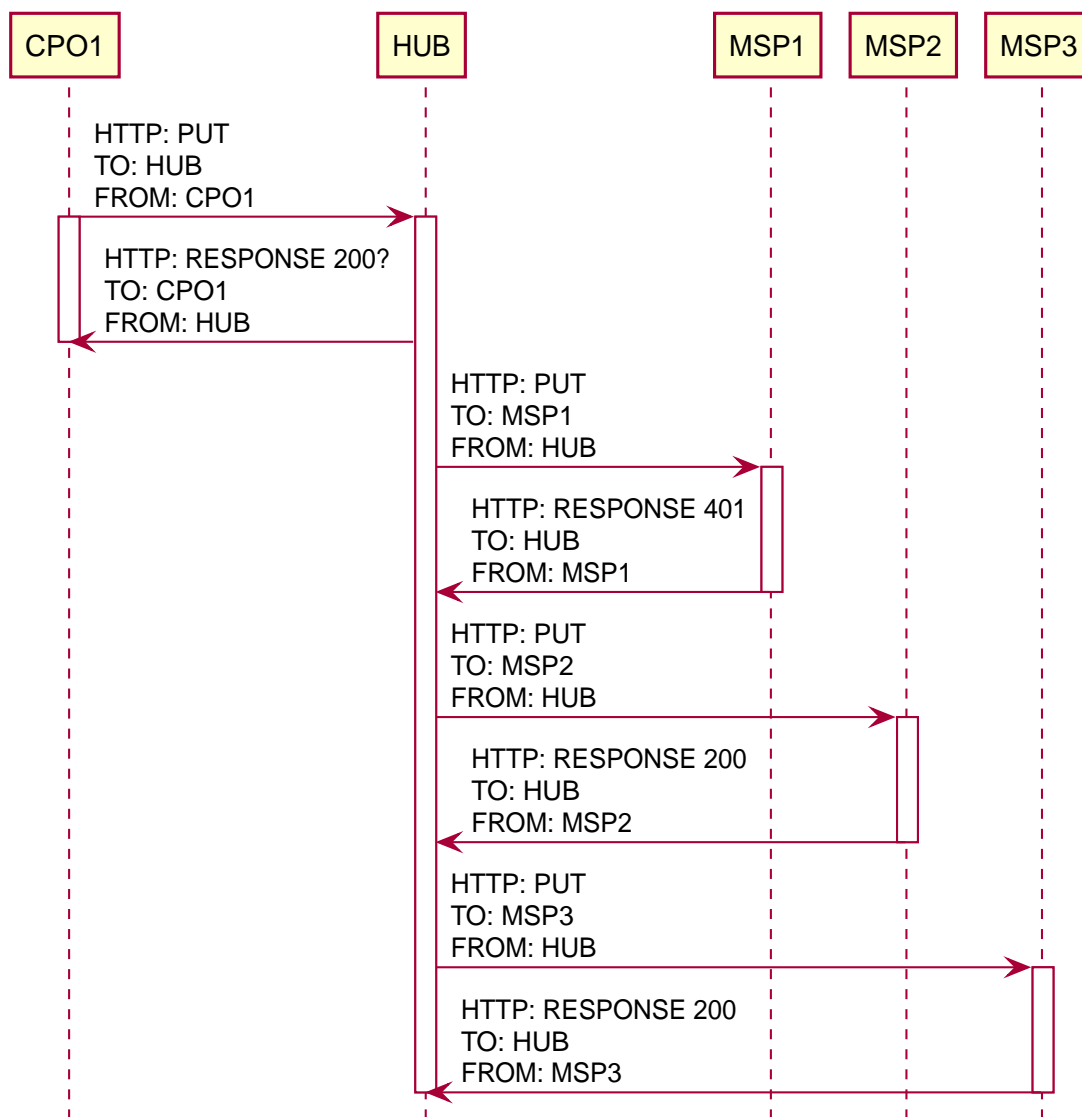 CPO1
HUB
MSP1
MSP2
MSP3
HTTP: PUT
TO: HUB
FROM: CPO1
HTTP: RESPONSE 200?
TO: CPO1
FROM: HUB
HTTP: PUT
TO: MSP1
FROM: HUB
HTTP: RESPONSE 401
TO: HUB
FROM: MSP1
HTTP: PUT
TO: MSP2
FROM: HUB
HTTP: RESPONSE 200
TO: HUB
FROM: MSP2
HTTP: PUT
TO: MSP3
FROM: HUB
HTTP: RESPONSE 200
TO: HUB
FROM: MSP3